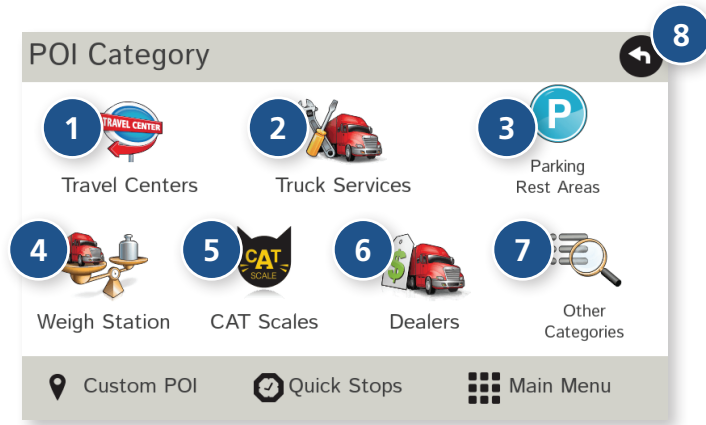 POI Category
8
1
TRAVEL CENTER
Travel Centers
2
Truck Services
3
P
Parking
Rest Areas
4
Weigh Station
5
CAT
SCALE
CAT Scales
6
$
Dealers
7
Other
Categories
Custom POI
Quick Stops
Main Menu